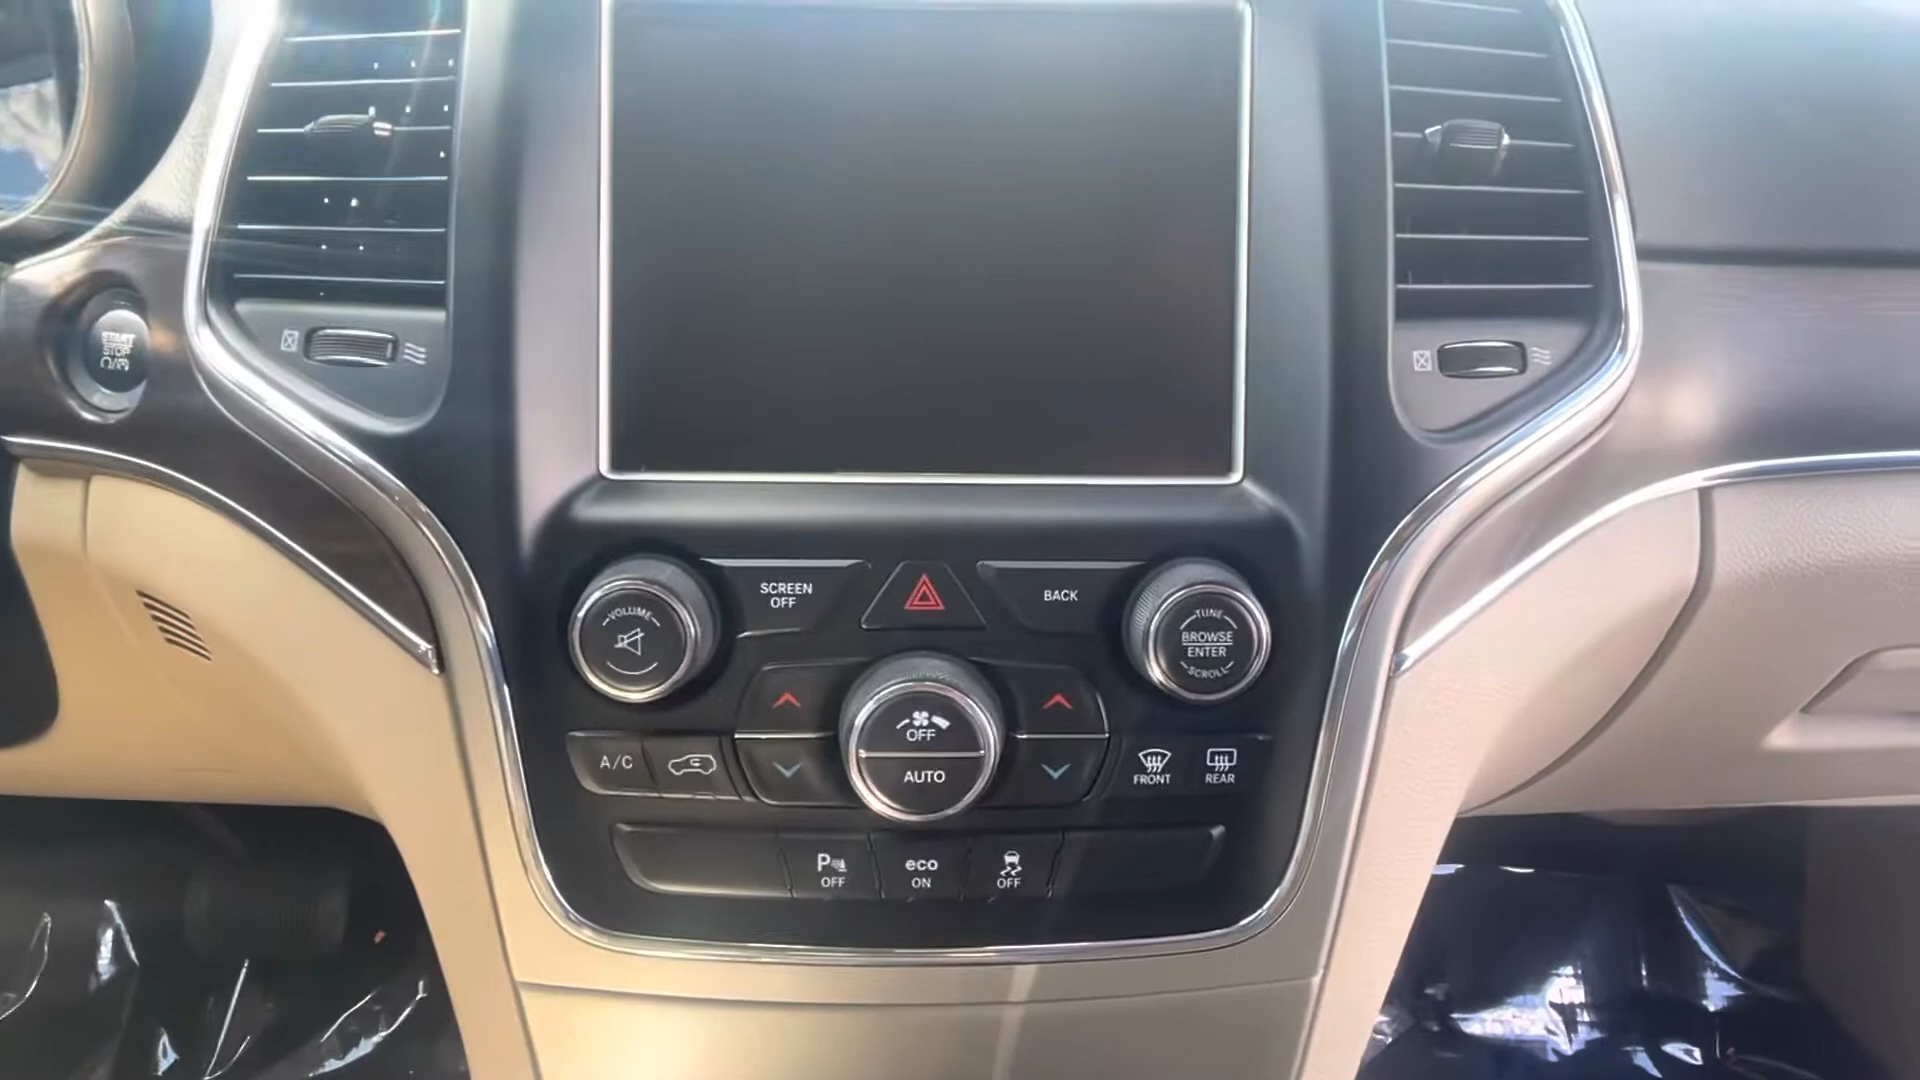 START
STOP
SCREEN
OFF
BACK
VOLUME
TUNE
BROWSE
ENTER
SCROLL
OFF
AUTO
A/C
FRONT
REAR
P
OFF
eco
ON
OFF